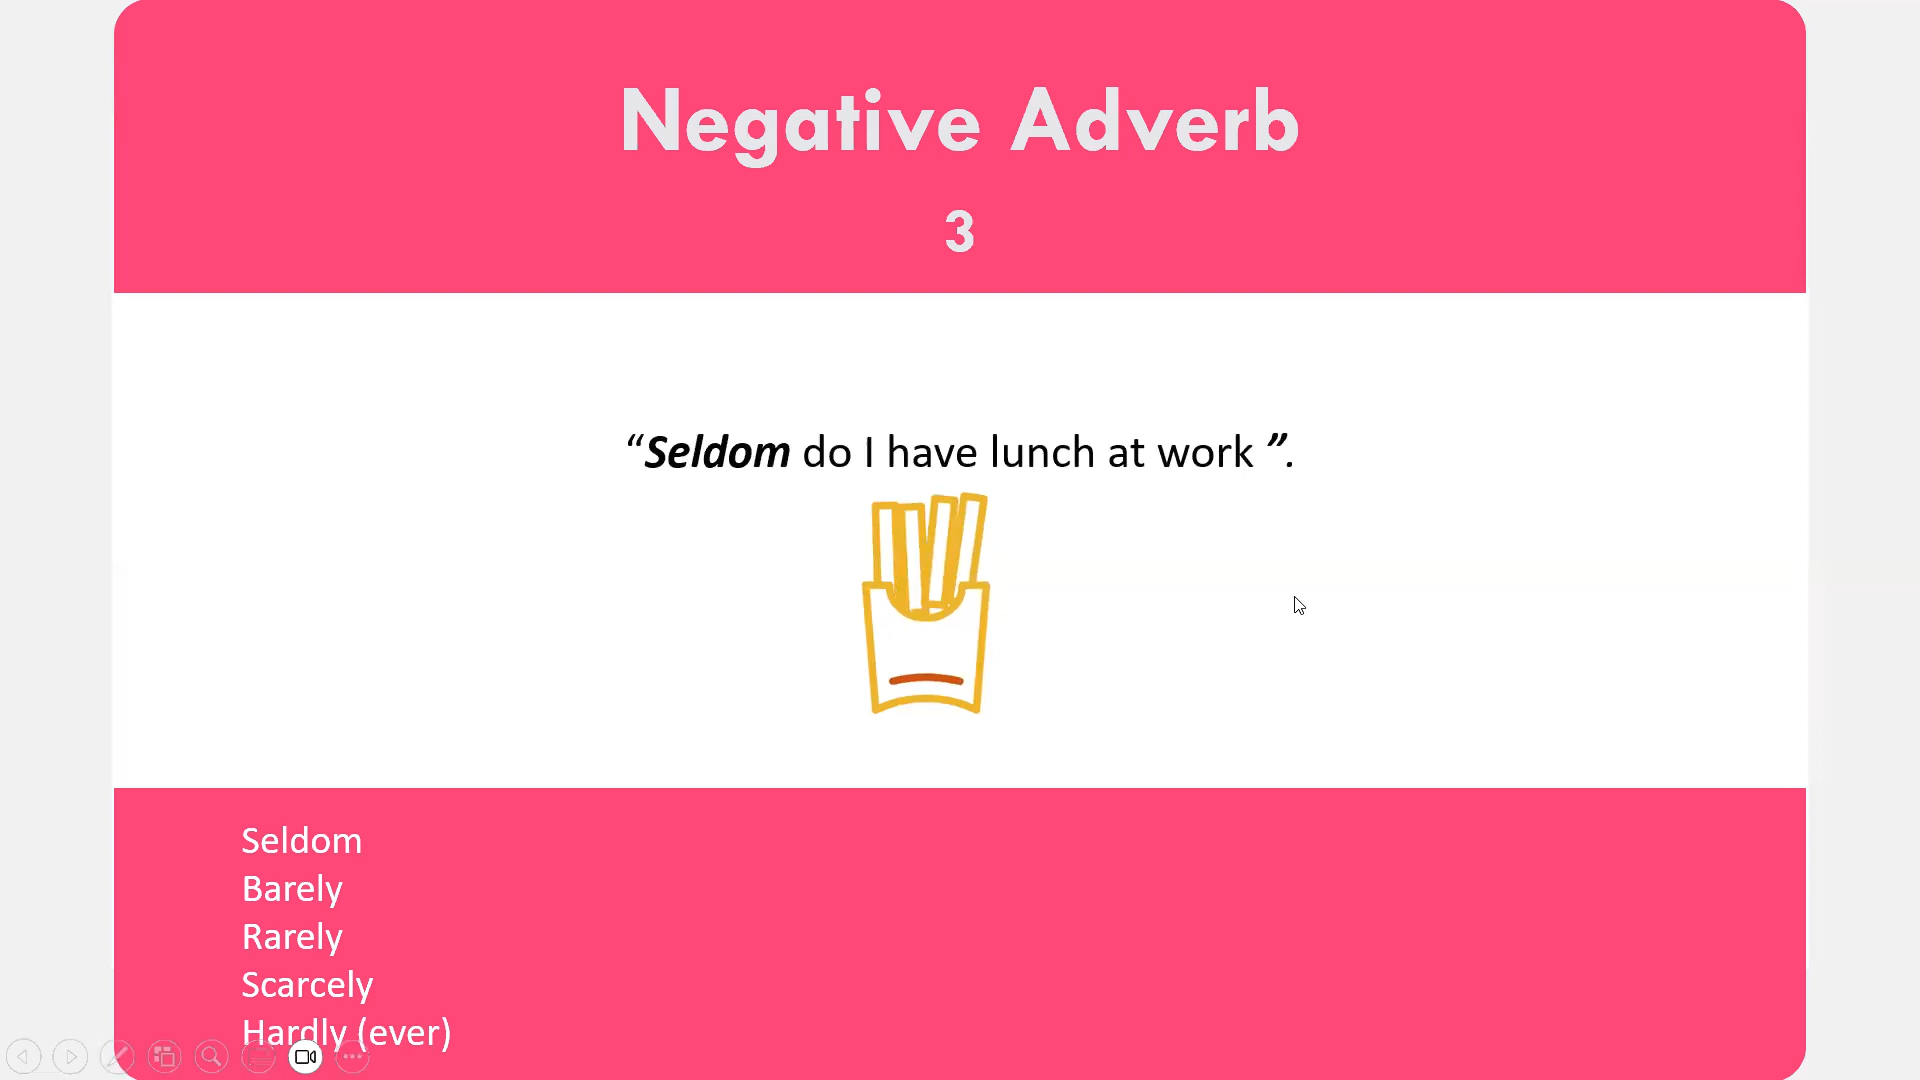 Negative Adverb
3
“Seldom do I have lunch at work ”.
Seldom
Barely
Rarely
Scarcely
Hardly (ever)